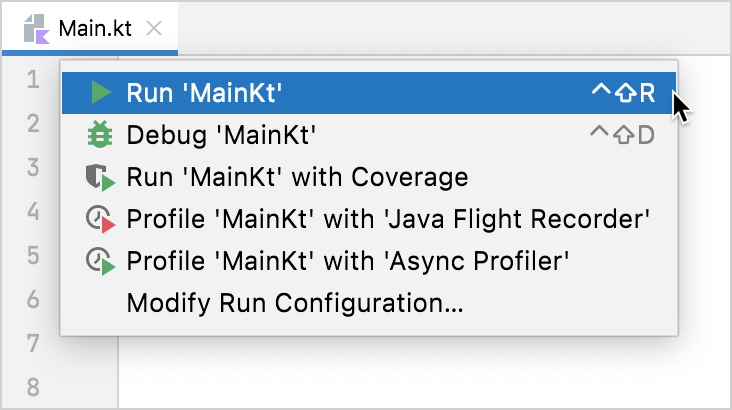 Main.kt
1
Run 'MainKt' ^⇧R
2
Debug 'MainKt' ^⇧D
3
Run 'MainKt' with Coverage
4
Profile 'MainKt' with 'Java Flight Recorder'
5
Profile 'MainKt' with 'Async Profiler'
6
Modify Run Configuration...
7
8